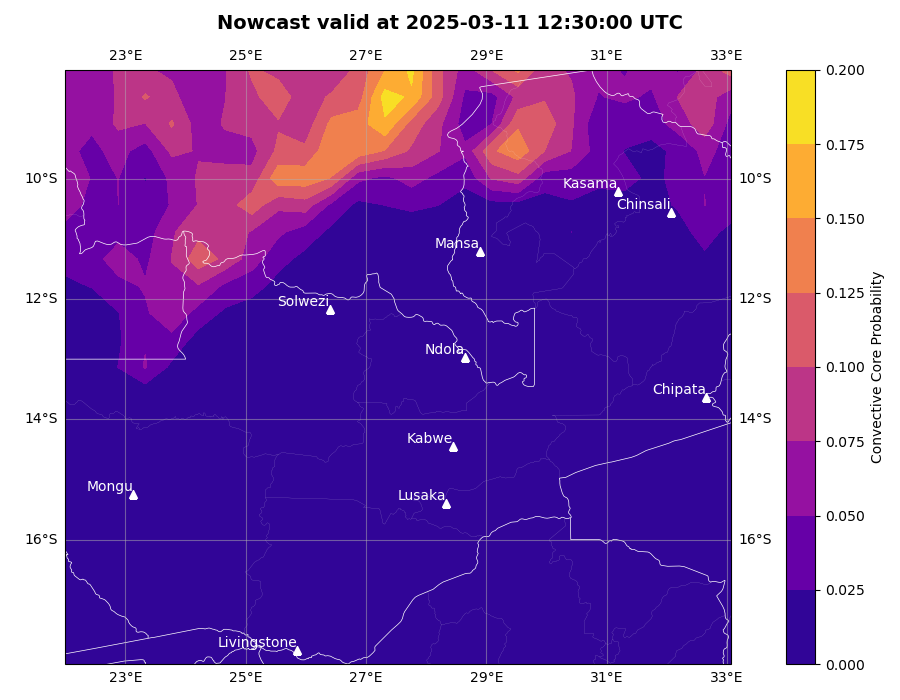 Nowcast valid at 2025-03-11 12:30:00 UTC
23°E 25°E 27°E 29°E 31°E 33°E
0.200
0.175
10°S Kasama 10°S
Chinsali
0.150
Mansa
12°S 12°S
Solwezi
0.125
Ndola
0.100
Chipata
14°S 14°S
Kabwe
0.075
Mongu
Lusaka
0.050
16°S 16°S
0.025
Livingstone
0.000
23°E 25°E 27°E 29°E 31°E 33°E
Convective Core Probability